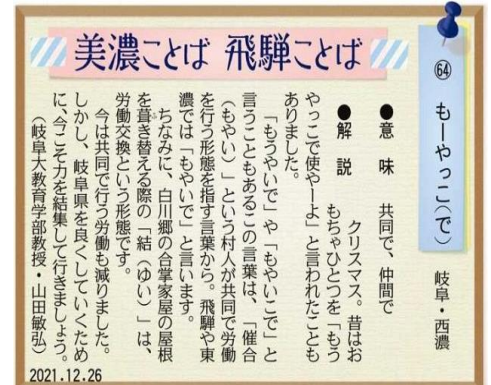 美濃ことば 飛騨ことば
64 もーやっこ(で) 岐阜・西濃
●意 味 共同で、仲間で
●解 説 クリスマス。昔はお
もちゃひとつを「もう
やっこで使やーよ」と言われたことも
ありました。
「もうやいで」や「もやいこで」と
言うこともあるこの言葉は、「催合
(もやい)」という村人が共同で労働
を行う形態を指す言葉から。飛騨や東
濃では「もやいで」と言います。
ちなみに、白川郷の合掌家屋の屋根
を葺き替える際の「結(ゆい)」は、
労働交換という形態です。
今は共同で行う労働も減りました。
しかし、岐阜県を良くしていくため
に、今こそ力を結集して行きましょう。
(岐阜大教育学部教授・山田敏弘)
2021.12.26